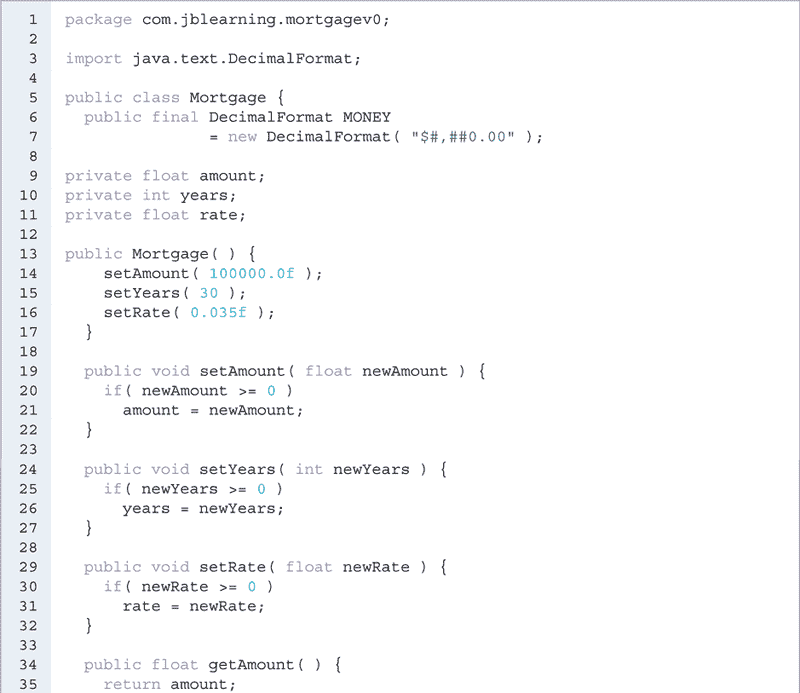 1 package com.jblearning.mortgagev0;
2
3 import java.text.DecimalFormat;
4
5 public class Mortgage {
6 public final DecimalFormat MONEY
7 = new DecimalFormat( "$#,##0.00" );
8
9 private float amount;
10 private int years;
11 private float rate;
12
13 public Mortgage( ) {
14 setAmount( 100000.0f );
15 setYears( 30 );
16 setRate( 0.035f );
17 }
18
19 public void setAmount( float newAmount ) {
20 if( newAmount >= 0 )
21 amount = newAmount;
22 }
23
24 public void setYears( int newYears ) {
25 if( newYears >= 0 )
26 years = newYears;
27 }
28
29 public void setRate( float newRate ) {
30 if( newRate >= 0 )
31 rate = newRate;
32 }
33
34 public float getAmount( ) {
35 return amount;